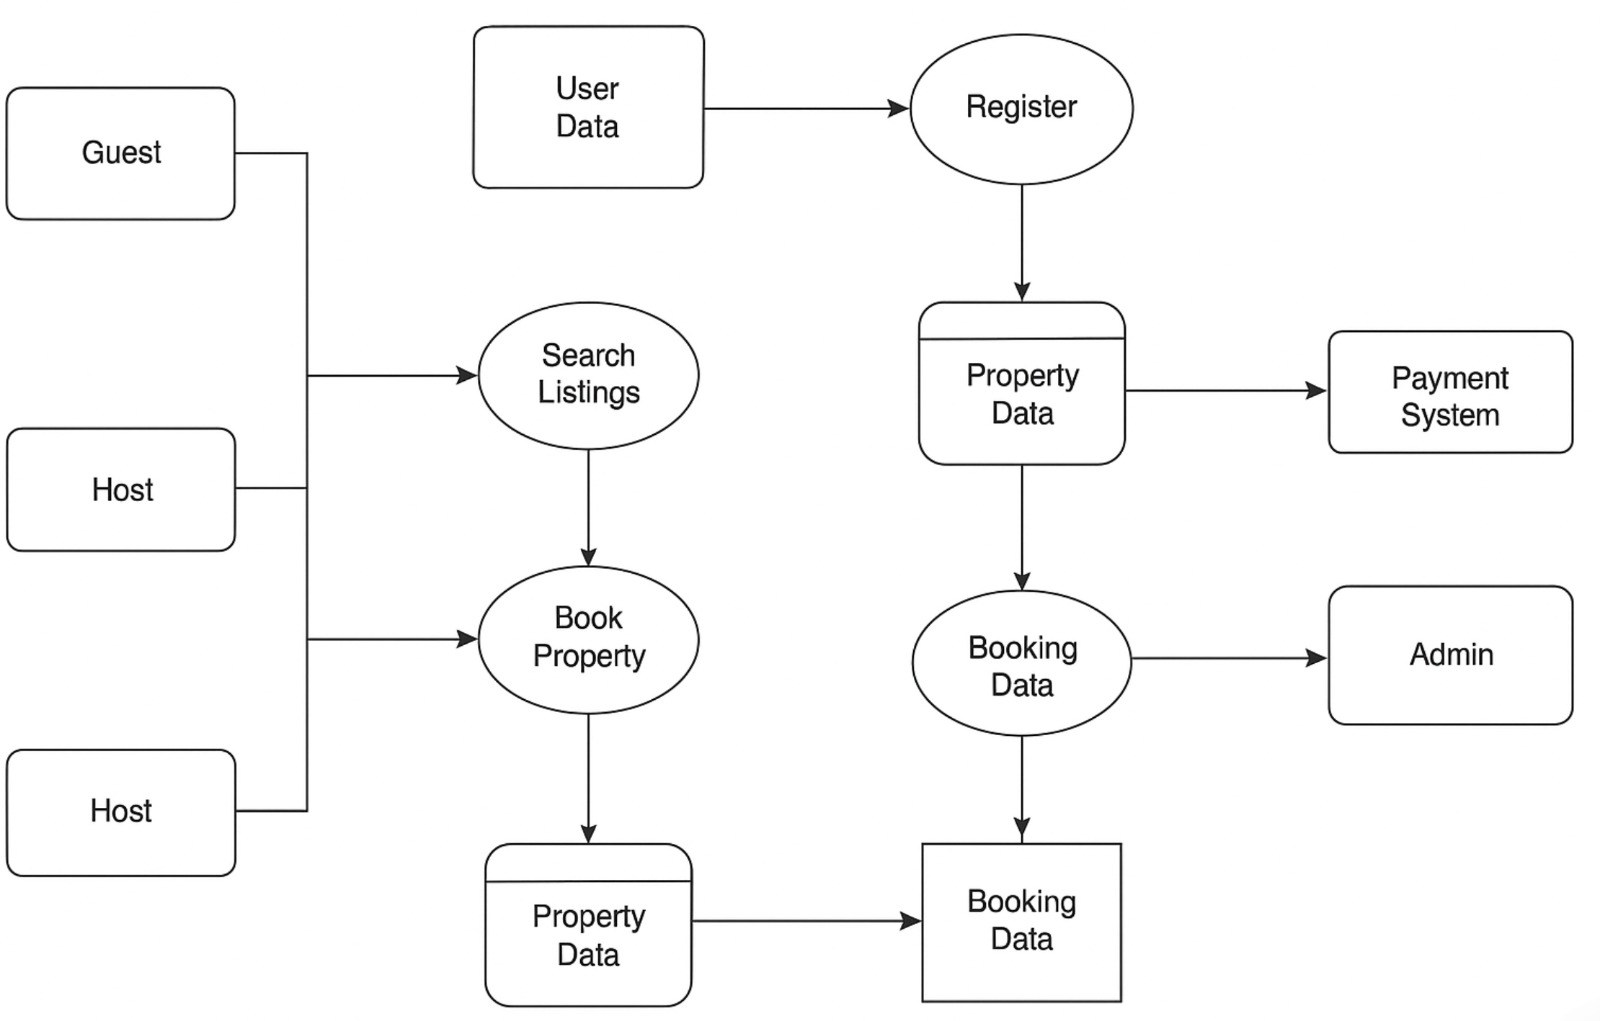 User
Data
Register
Guest
Search
Listings
Property
Data
Payment
System
Host
Book
Property
Booking
Data
Admin
Host
Property
Data
Booking
Data